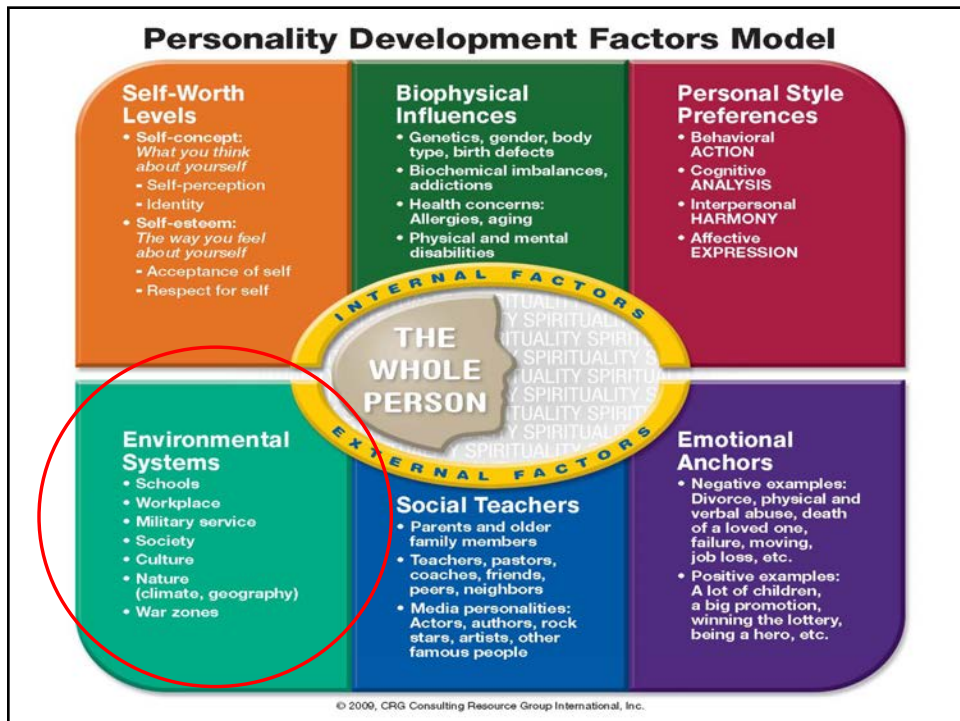 Personality Development Factors Model
Self-Worth
Levels
• Self-concept:
What you think
about yourself
- Self-perception
- Identity
• Self-esteem:
The way you feel
about yourself
- Acceptance of self
- Respect for self
Biophysical
Influences
• Genetics, gender, body
type, birth defects
• Biochemical imbalances,
addictions
• Health concerns:
Allergies, aging
• Physical and mental
disabilities
Personal Style
Preferences
• Behavioral
ACTION
• Cognitive
ANALYSIS
• Interpersonal
HARMONY
• Affective
EXPRESSION
INTERNAL FACTORS
THE
WHOLE
PERSON
SPIRITUALITY
EXTERNAL FACTORS
Environmental
Systems
• Schools
• Workplace
• Military service
• Society
• Culture
• Nature
(climate, geography)
• War zones
Social Teachers
• Parents and older
family members
• Teachers, pastors,
coaches, friends,
peers, neighbors
• Media personalities:
Actors, authors, rock
stars, artists, other
famous people
Emotional
Anchors
• Negative examples:
Divorce, physical and
verbal abuse, death
of a loved one,
failure, moving,
job loss, etc.
• Positive examples:
A lot of children,
a big promotion,
winning the lottery,
being a hero, etc.
© 2009, CRG Consulting Resource Group International, Inc.